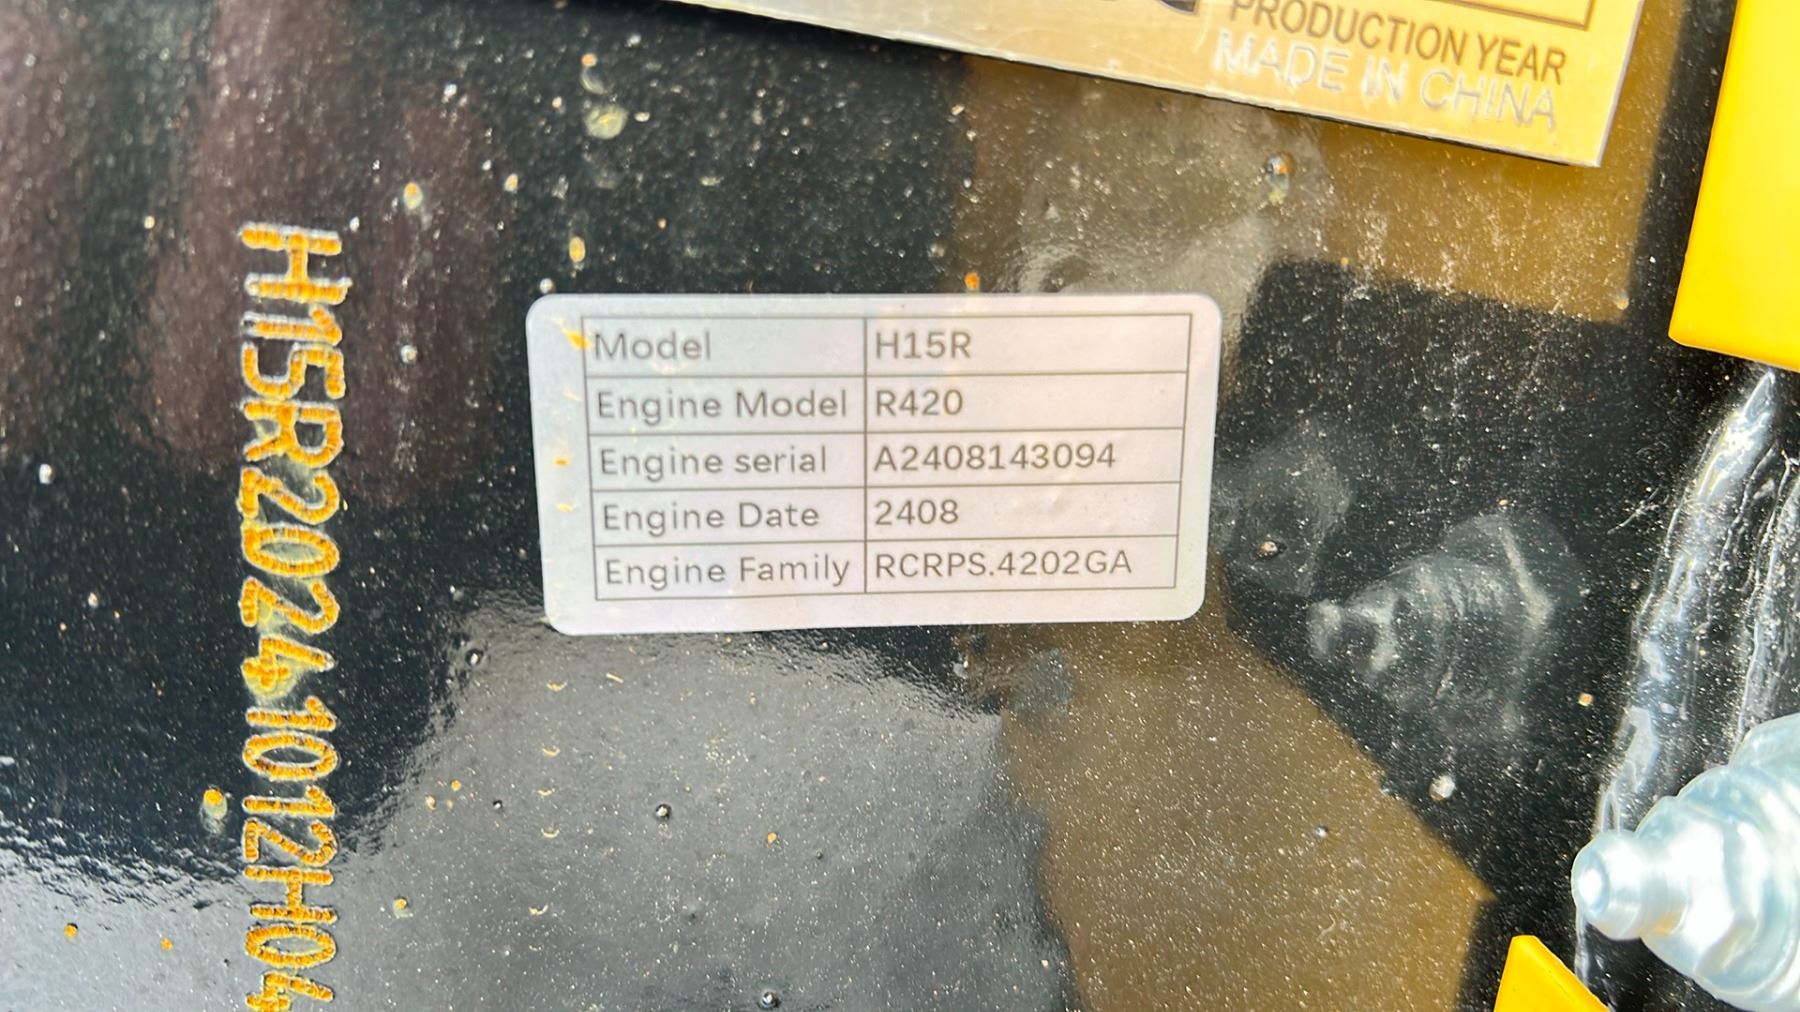 PRODUCTION YEAR
MADE IN CHINA
H15R20241012H04
Model H15R
Engine Model R420
Engine serial A2408143094
Engine Date 2408
Engine Family RCRPS.4202GA